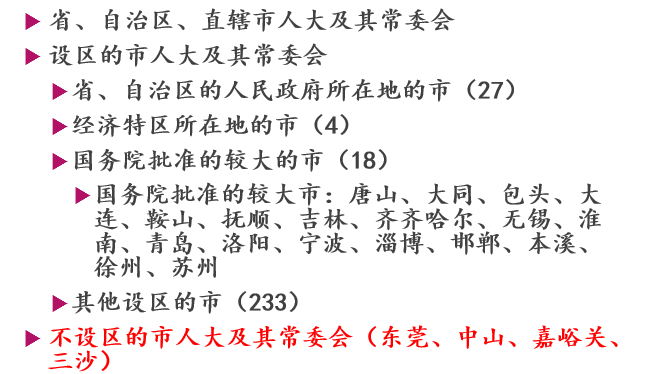 省、自治区、直辖市人大及其常委会
设区的市人大及其常委会
省、自治区的人民政府所在地的市（27）
经济特区所在地的市（4）
国务院批准的较大的市（18）
国务院批准的较大市：唐山、大同、包头、大
连、鞍山、抚顺、吉林、齐齐哈尔、无锡、淮
南、青岛、洛阳、宁波、淄博、邯郸、本溪、
徐州、苏州
其他设区的市（233）
不设区的市人大及其常委会（东莞、中山、嘉峪关、
三沙）